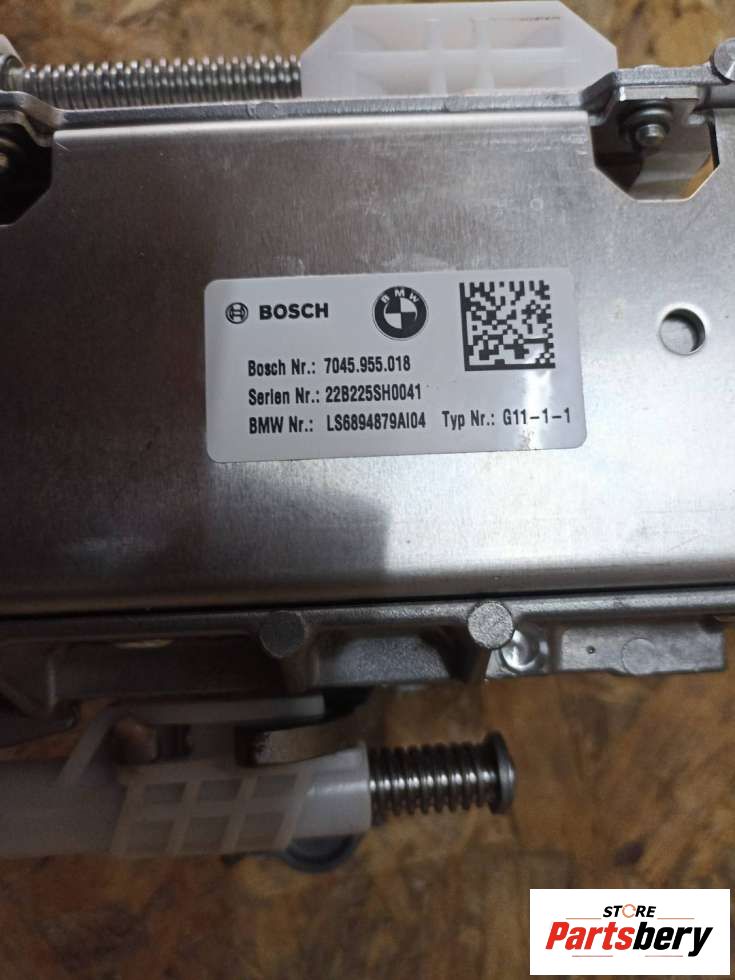 BOSCH
BMW
Bosch Nr.: 7045.955.018
Serien Nr.: 22B225SH0041
BMW Nr.: LS6894879AI04 Typ Nr.: G11-1-1
STORE
Partsbery